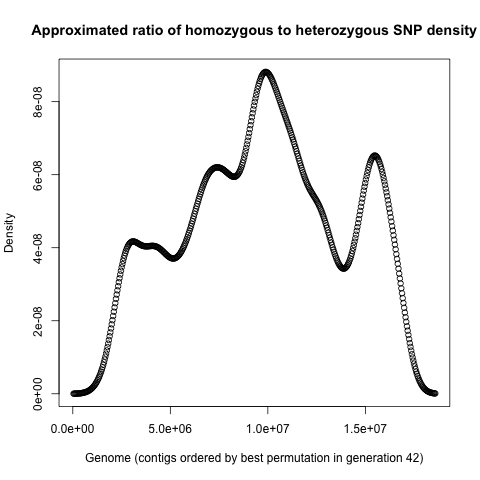 Approximated ratio of homozygous to heterozygous SNP density
Density
8e-08
6e-08
4e-08
2e-08
0e+00
0.0e+00 5.0e+06 1.0e+07 1.5e+07
Genome (contigs ordered by best permutation in generation 42)